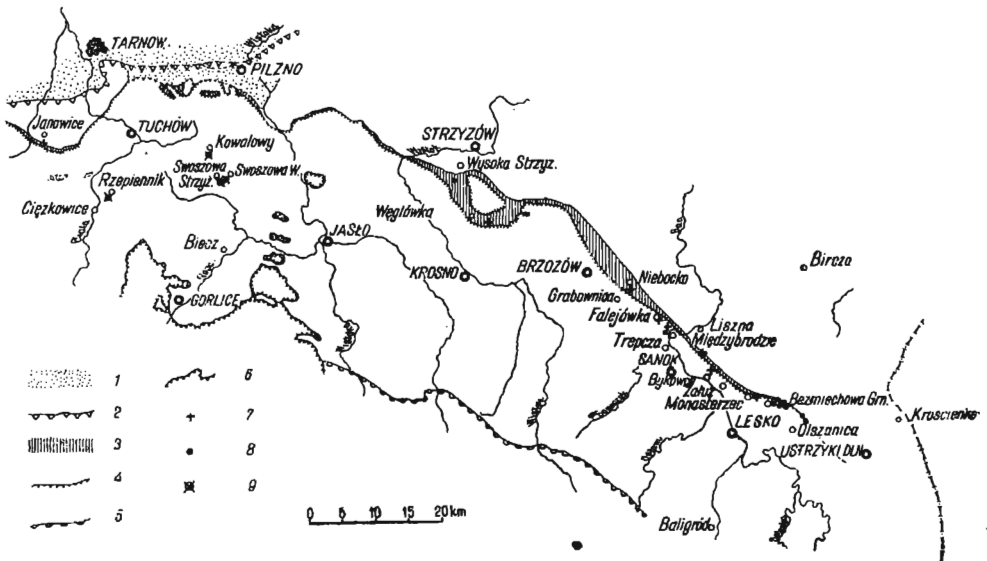 TARNÓW
PILZNO
Janowice
TUCHÓW
Kowalowy
STRZYŻÓW
Wysoka Strzyż.
Swoszowa Strzyż.
Swoszowa W.
Rzepiennik
Ciężkowice
Węglówka
Biecz
JASŁO
KROSNO
BRZOZÓW
Niebocko
Bircza
GORLICE
Grabownica
Falejówka
Liszna
Trepcza
Międzybrodzie
SANOK
Bykowce
Załuż
Monasterzec
Bezmiechowa Grn.
Krościenko
LESKO
Olszanica
USTRZYKI DLN.
Baligród
1
2
3
4
5
6
7
8
9
0 5 10 15 20 km